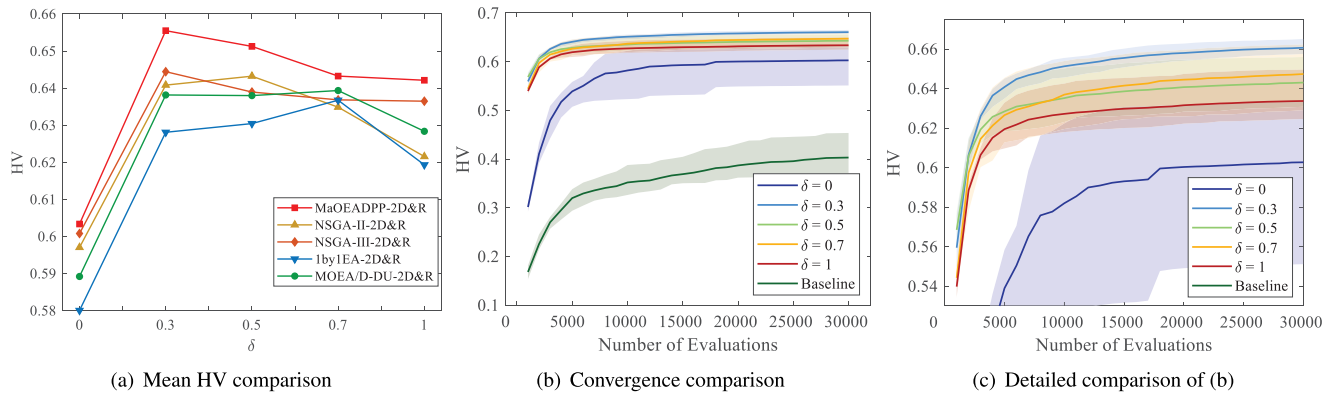 0.66
0.65
0.64
0.63
0.62
0.61
0.6
0.59
0.58
HV
0
0.3
0.5
0.7
1
δ
MaOEADPP-2D&R
NSGA-II-2D&R
NSGA-III-2D&R
1by1EA-2D&R
MOEA/D-DU-2D&R
(a) Mean HV comparison
0.7
0.6
0.5
0.4
0.3
0.2
0.1
HV
0
5000
10000
15000
20000
25000
30000
Number of Evaluations
δ = 0
δ = 0.3
δ = 0.5
δ = 0.7
δ = 1
Baseline
(b) Convergence comparison
0.66
0.64
0.62
0.6
0.58
0.56
0.54
HV
0
5000
10000
15000
20000
25000
30000
Number of Evaluations
δ = 0
δ = 0.3
δ = 0.5
δ = 0.7
δ = 1
Baseline
(c) Detailed comparison of (b)